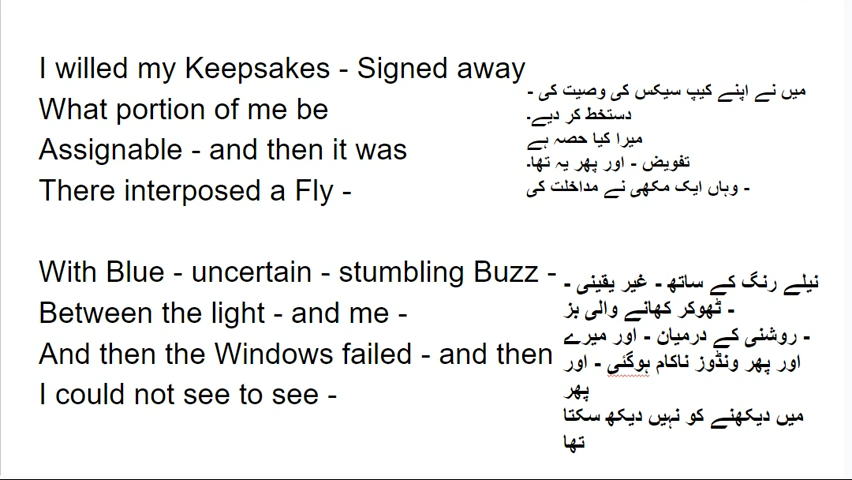 I willed my Keepsakes - Signed away
What portion of me be
Assignable - and then it was
There interposed a Fly -
میں نے اپنے کیپ سیکس کی وصیت کی -
دستخط کر دیے۔
میرا کیا حصہ ہے
تفویض - اور پھر یہ تھا۔
وہاں ایک مکھی نے مداخلت کی -
With Blue - uncertain - stumbling Buzz -
Between the light - and me -
And then the Windows failed - and then
I could not see to see -
نیلے رنگ کے ساتھ - غیر یقینی -
ٹھوکر کھانے والی بز -
روشنی کے درمیان - اور میرے -
اور پھر ونڈوز ناکام ہوگئی - اور
پھر
میں دیکھنے کو نہیں دیکھ سکتا
تھا